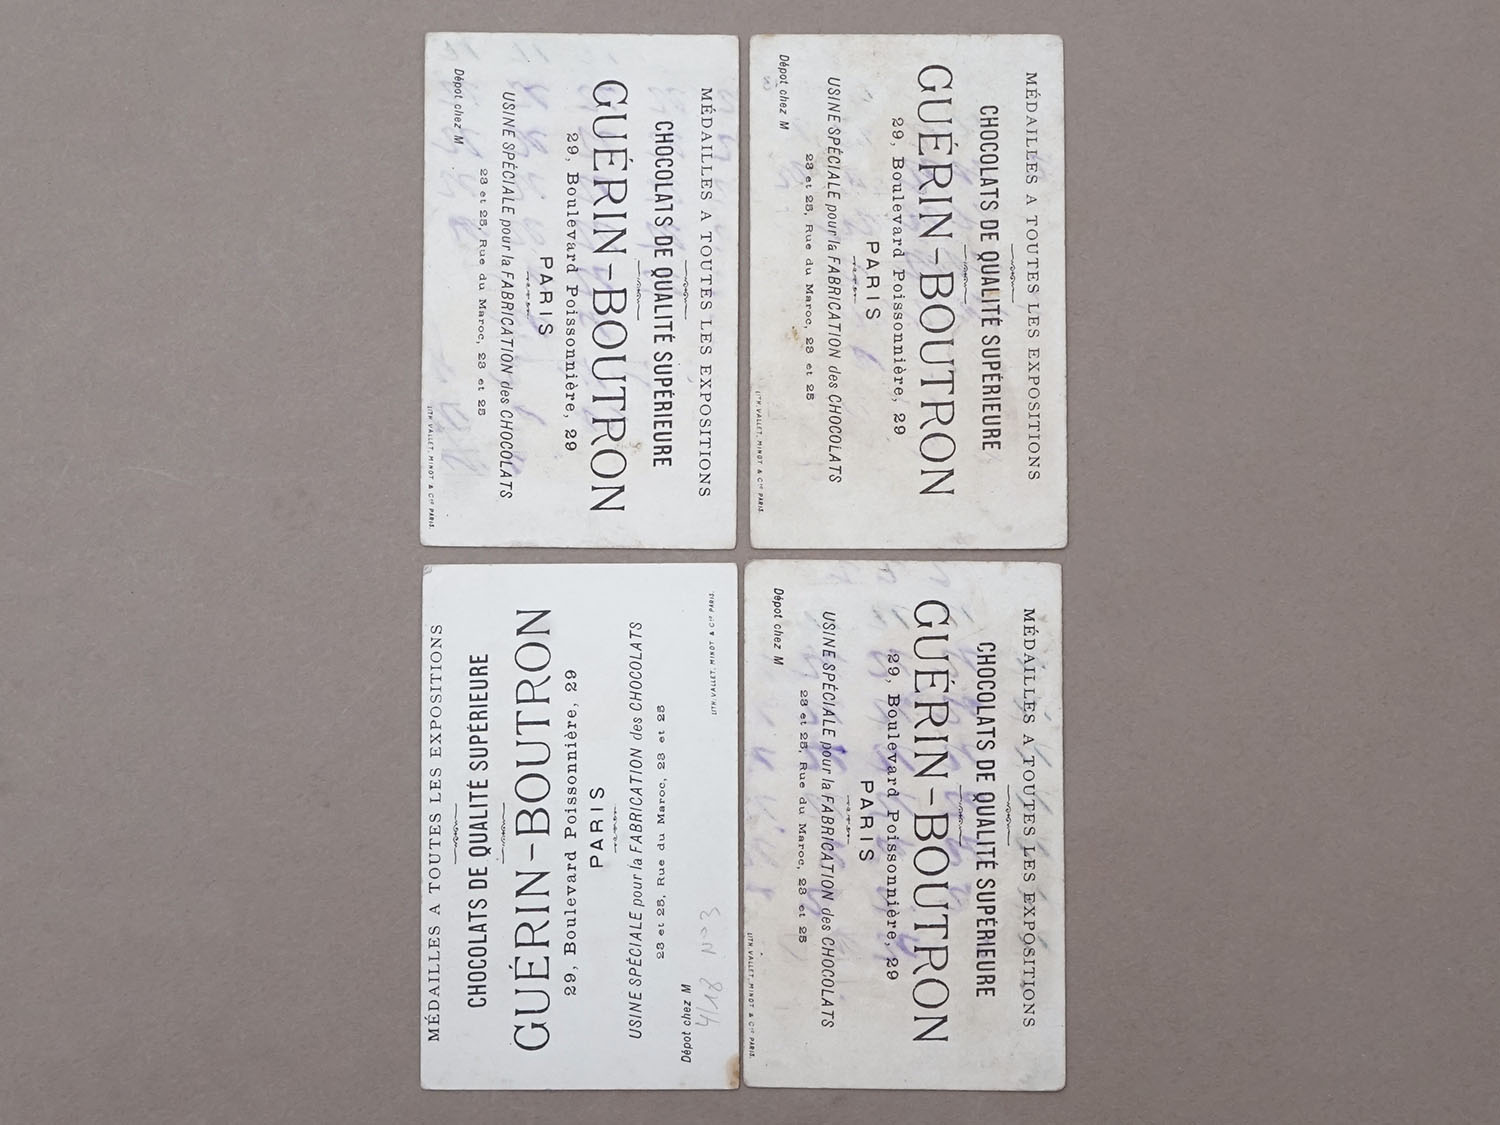 MÉDAILLES A TOUTES LES EXPOSITIONS
CHOCOLATS DE QUALITÉ SUPÉRIEURE
GUÉRIN-BOUTRON
29, Boulevard Poissonnière, 29
PARIS
USINE SPÉCIALE pour la FABRICATION des CHOCOLATS
23 et 25, Rue du Maroc, 23 et 25
Dépot chez M
LITH. VALLET, MINOT & Cie PARIS.
MÉDAILLES A TOUTES LES EXPOSITIONS
CHOCOLATS DE QUALITÉ SUPÉRIEURE
GUÉRIN-BOUTRON
29, Boulevard Poissonnière, 29
PARIS
USINE SPÉCIALE pour la FABRICATION des CHOCOLATS
23 et 25, Rue du Maroc, 23 et 25
Dépot chez M
LITH. VALLET, MINOT & Cie PARIS.
MÉDAILLES A TOUTES LES EXPOSITIONS
CHOCOLATS DE QUALITÉ SUPÉRIEURE
GUÉRIN-BOUTRON
29, Boulevard Poissonnière, 29
PARIS
USINE SPÉCIALE pour la FABRICATION des CHOCOLATS
23 et 25, Rue du Maroc, 23 et 25
Dépot chez M
LITH. VALLET, MINOT & Cie PARIS.
MÉDAILLES A TOUTES LES EXPOSITIONS
CHOCOLATS DE QUALITÉ SUPÉRIEURE
GUÉRIN-BOUTRON
29, Boulevard Poissonnière, 29
PARIS
USINE SPÉCIALE pour la FABRICATION des CHOCOLATS
23 et 25, Rue du Maroc, 23 et 25
Dépot chez M
LITH. VALLET, MINOT & Cie PARIS.